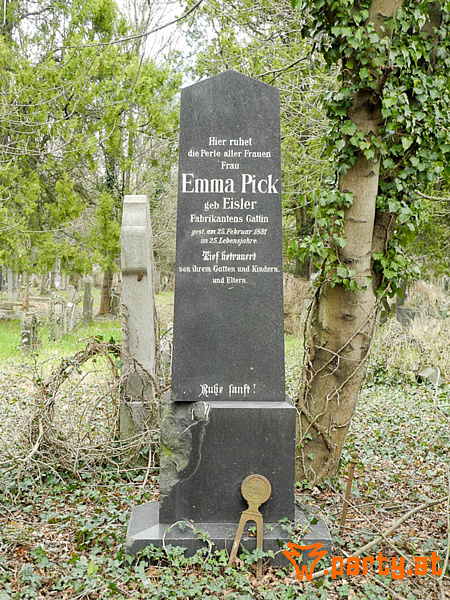 Hier ruhet
die Perle aller Frauen
Frau
Emma Pick
geb Eisler
Fabrikantens Gattin
gest. am 25. Februar 1891
im 25. Lebensjahre.
Tief betrauert
von ihrem Gatten und Kindern
und Eltern.
Ruhe sanft!
party.at